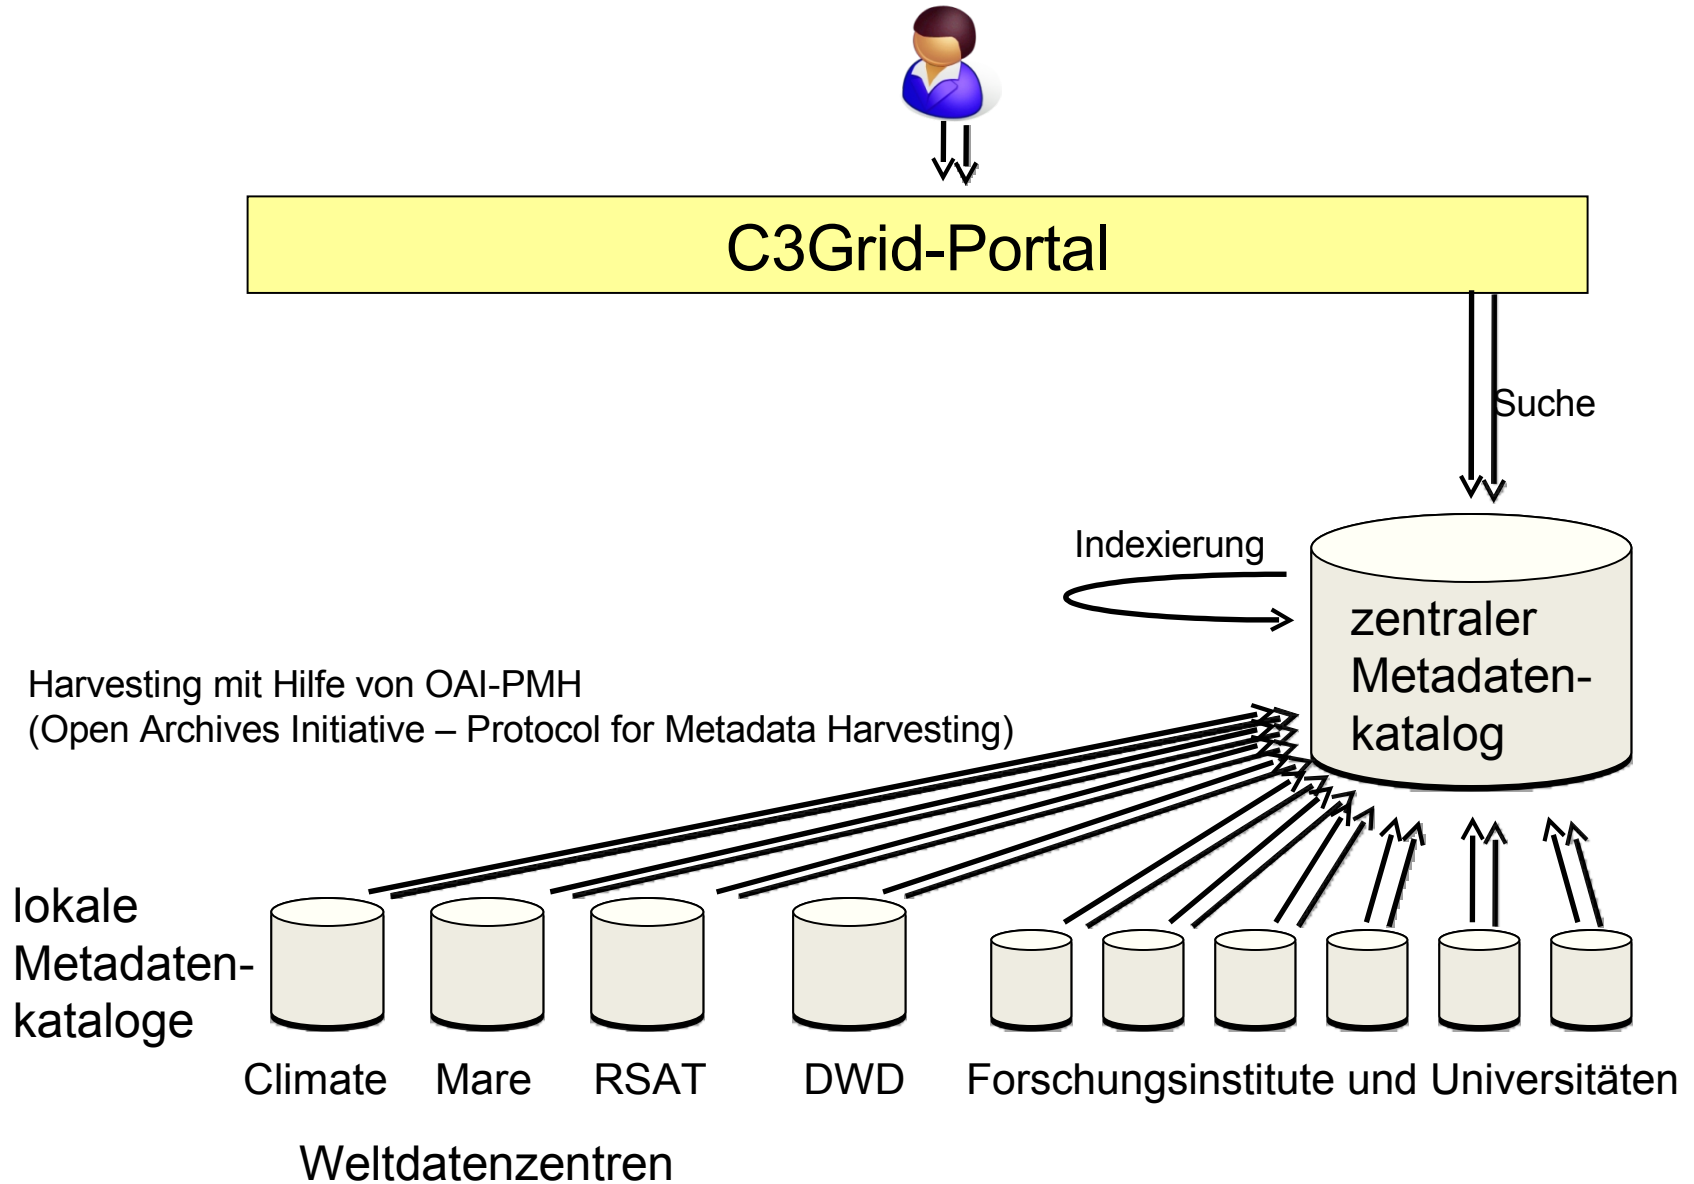 C3Grid-Portal
Suche
Indexierung
zentraler
Metadaten-
katalog
Harvesting mit Hilfe von OAI-PMH
(Open Archives Initiative – Protocol for Metadata Harvesting)
lokale
Metadaten-
kataloge
Climate Mare RSAT DWD Forschungsinstitute und Universitäten
Weltdatenzentren